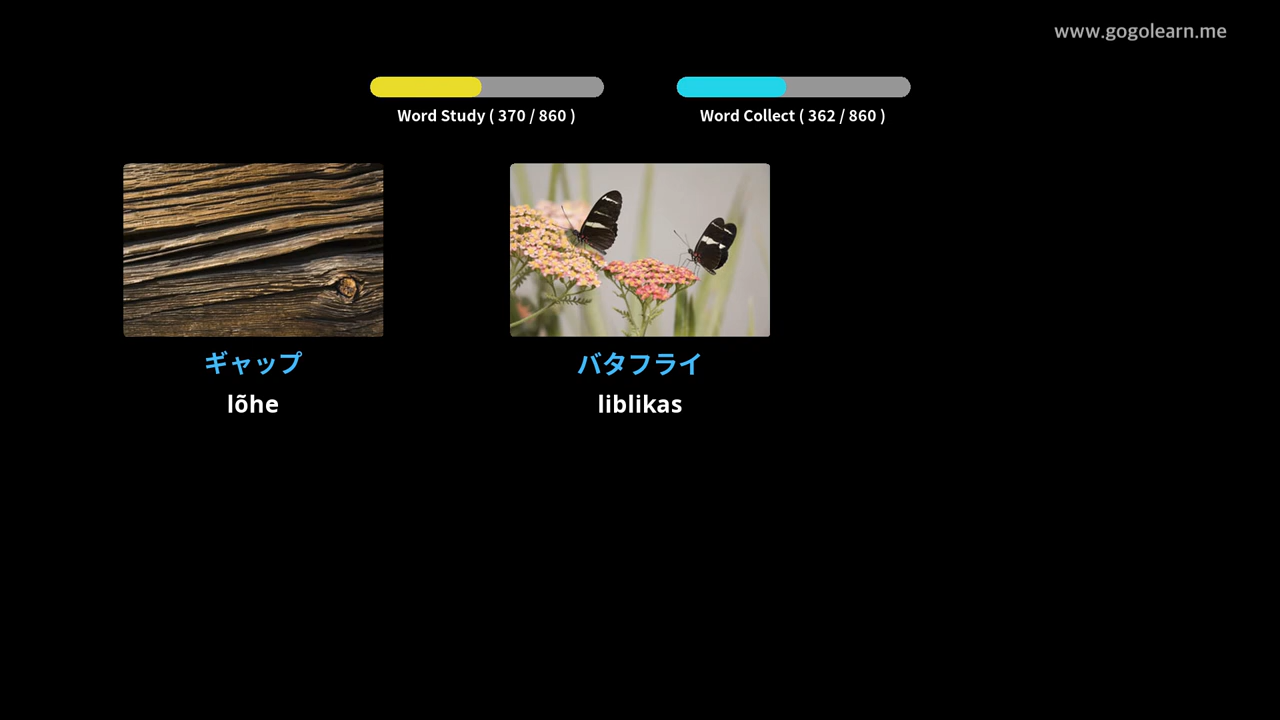 www.gogolearn.me
Word Study ( 370 / 860 )
Word Collect ( 362 / 860 )
ギャップ
lõhe
バタフライ
liblikas